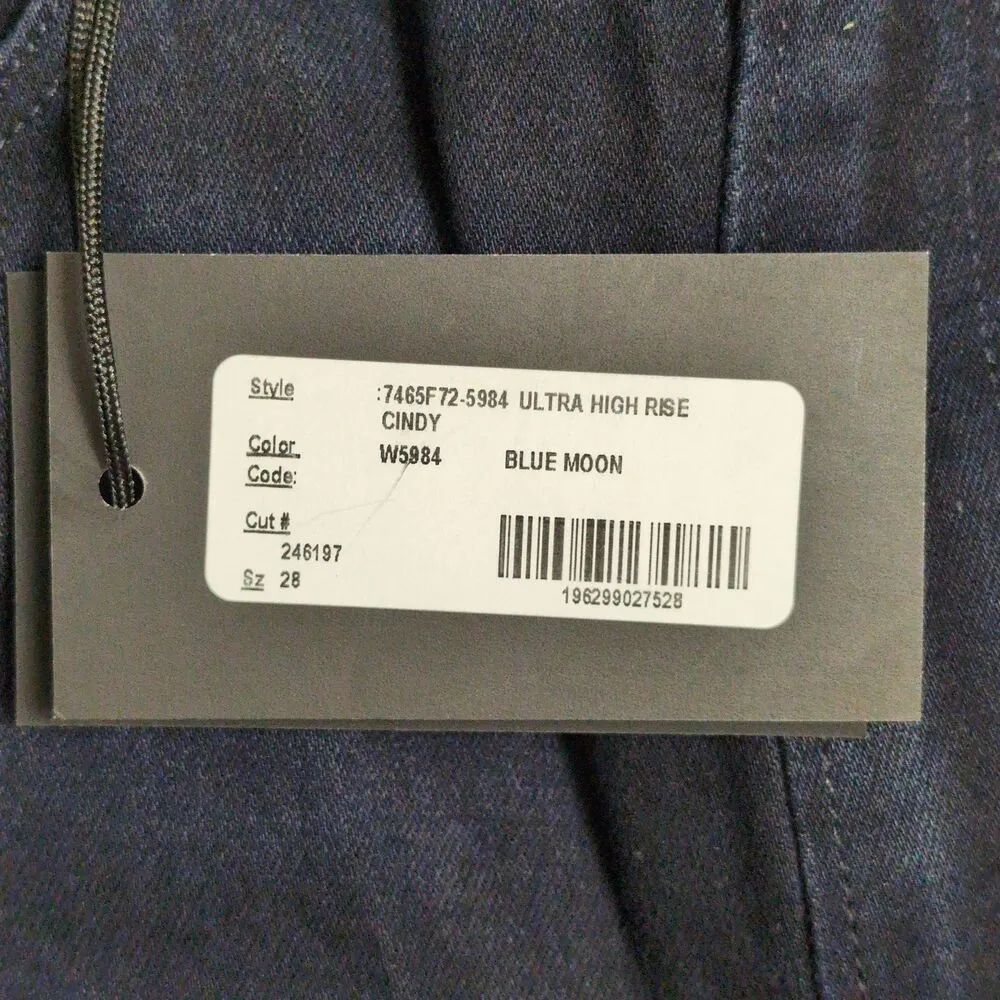 Style :7465F72-5984 ULTRA HIGH RISE
CINDY
Color W5984 BLUE MOON
Code:
Cut #
246197
Sz 28
196299027528